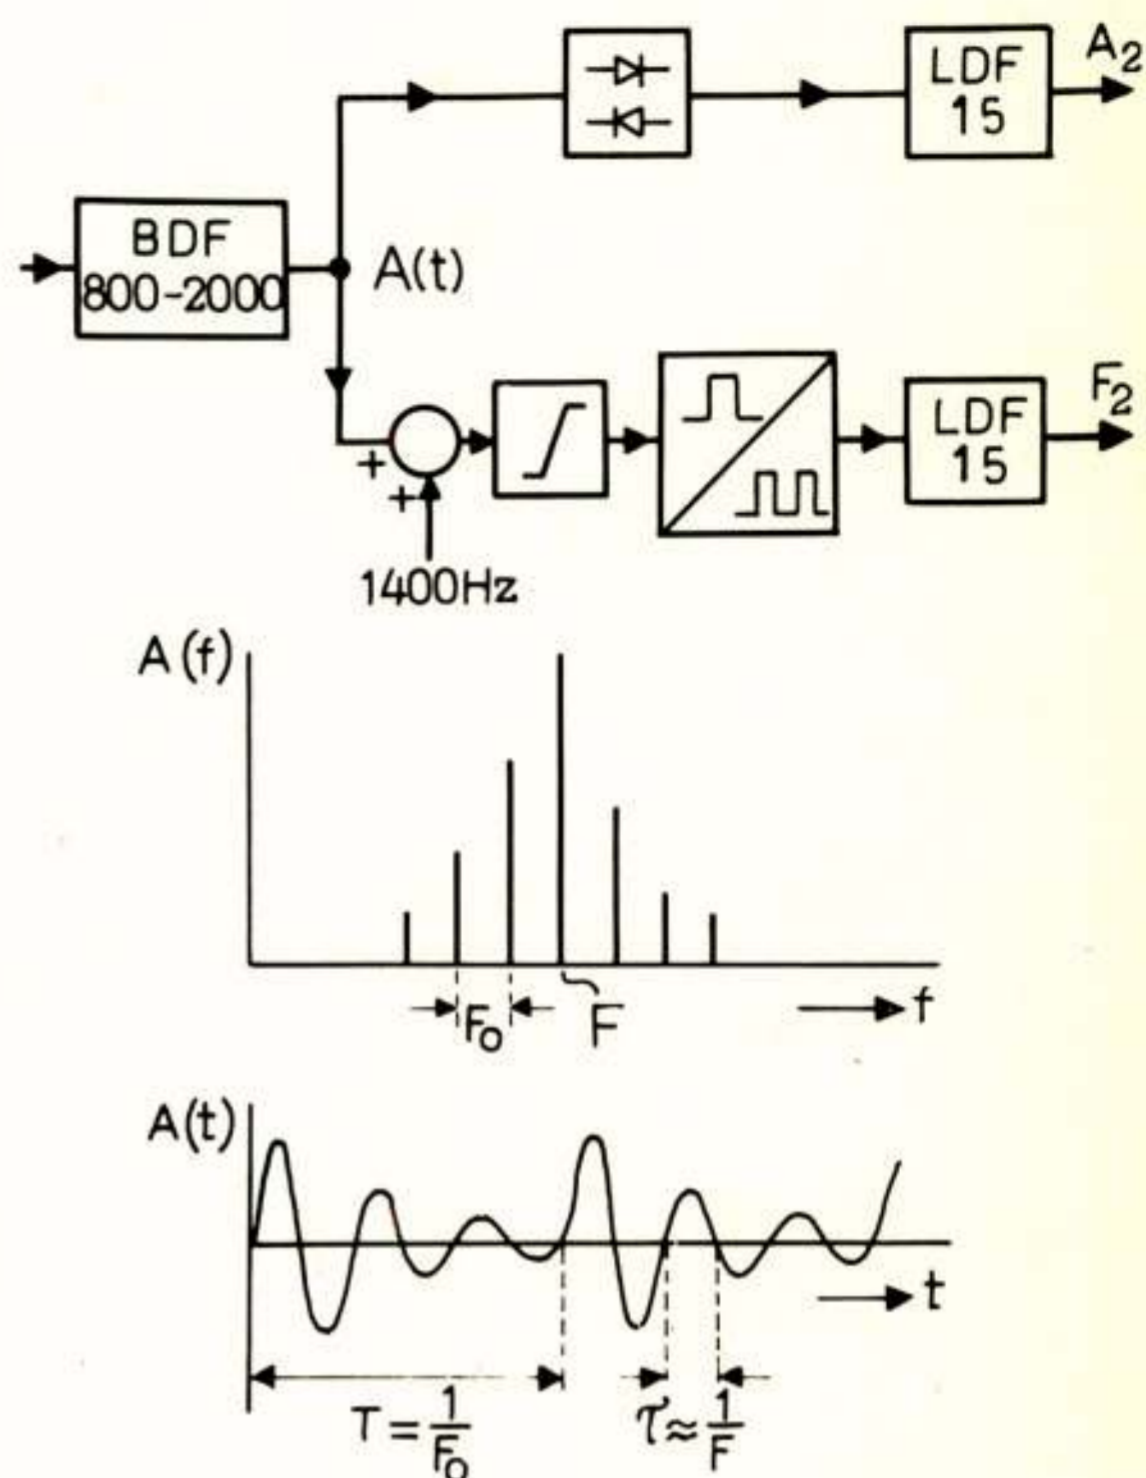 LDF
15
A₂
BDF
800-2000
A(t)
F₂
LDF
15
+
+
1400Hz
A(f)
F₀
F
f
A(t)
t
T = 1/F₀
τ ≈ 1/F